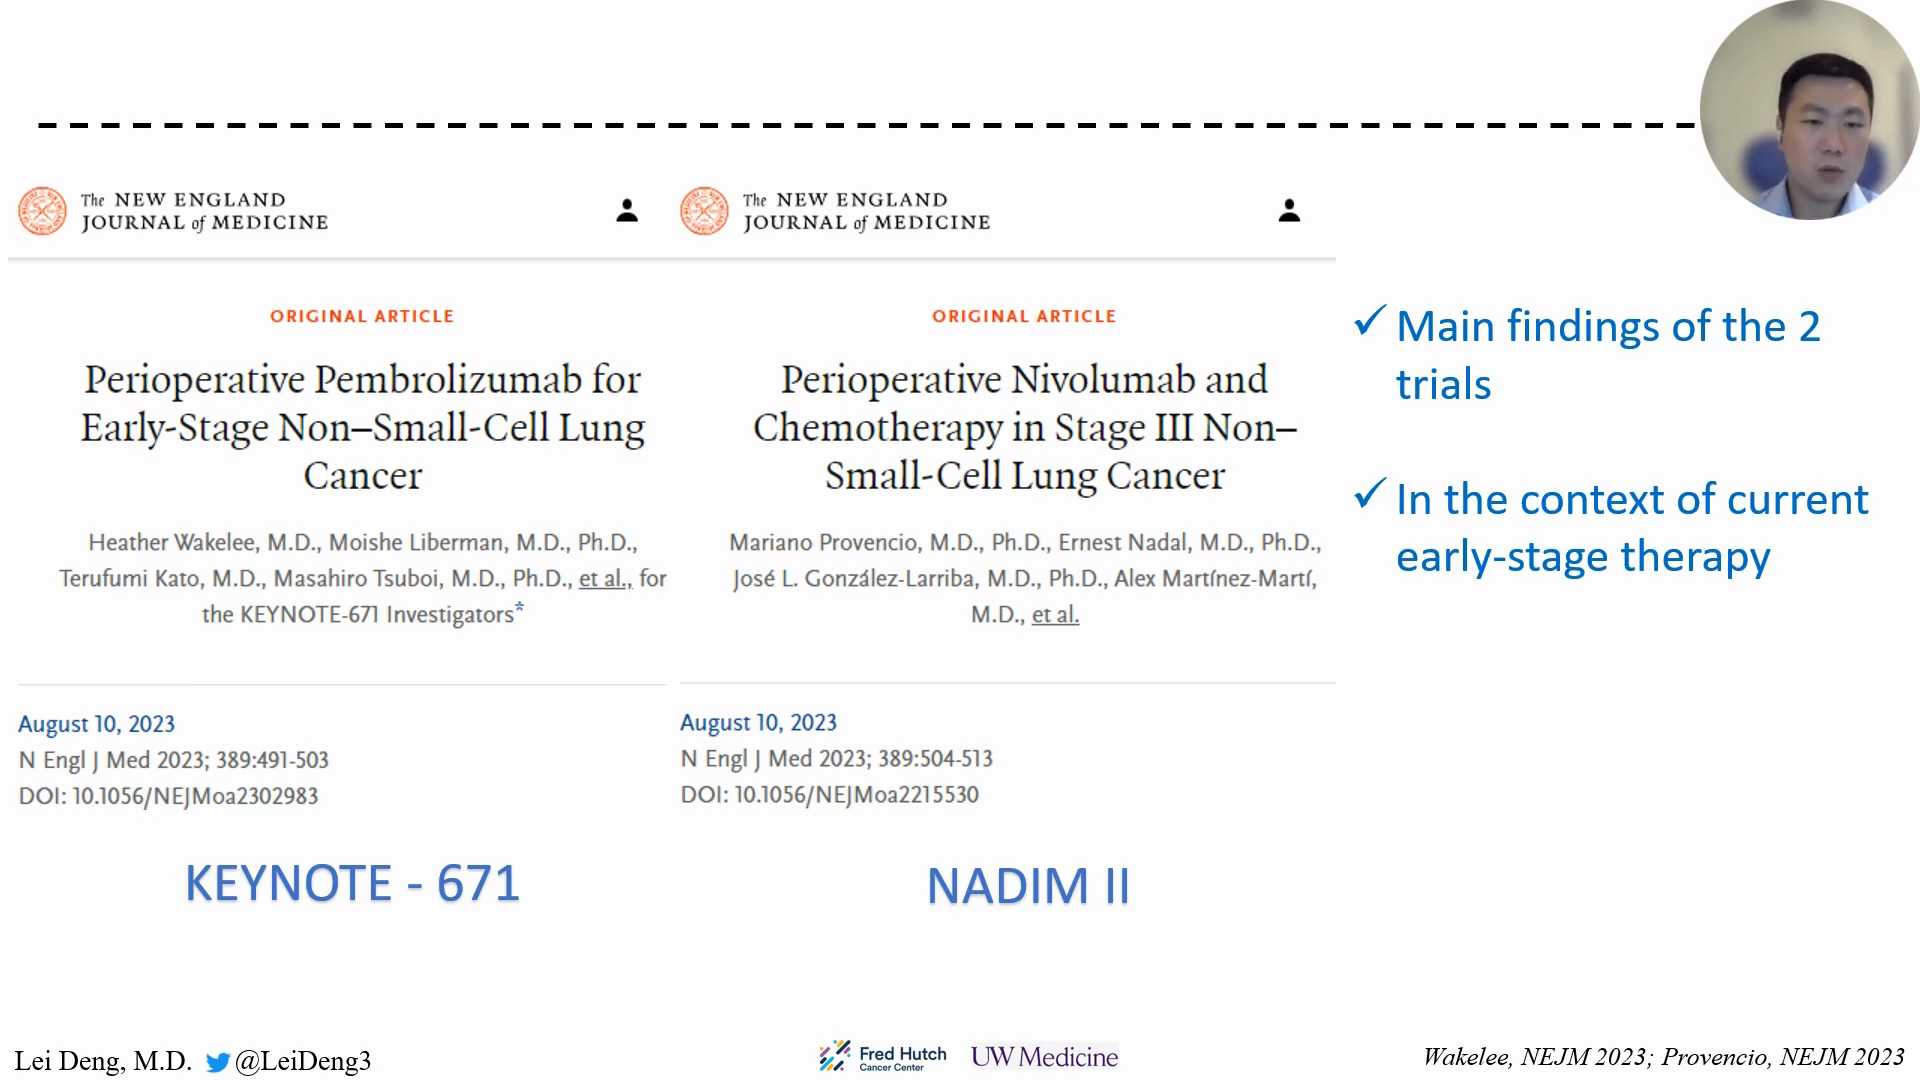 The NEW ENGLAND
JOURNAL of MEDICINE
ORIGINAL ARTICLE
Perioperative Pembrolizumab for
Early-Stage Non–Small-Cell Lung
Cancer
Heather Wakelee, M.D., Moishe Liberman, M.D., Ph.D.,
Terufumi Kato, M.D., Masahiro Tsuboi, M.D., Ph.D., et al., for
the KEYNOTE-671 Investigators*
August 10, 2023
N Engl J Med 2023; 389:491-503
DOI: 10.1056/NEJMoa2302983
KEYNOTE - 671
The NEW ENGLAND
JOURNAL of MEDICINE
ORIGINAL ARTICLE
Perioperative Nivolumab and
Chemotherapy in Stage III Non–
Small-Cell Lung Cancer
Mariano Provencio, M.D., Ph.D., Ernest Nadal, M.D., Ph.D.,
José L. González-Larriba, M.D., Ph.D., Alex Martínez-Martí,
M.D., et al.
August 10, 2023
N Engl J Med 2023; 389:504-513
DOI: 10.1056/NEJMoa2215530
NADIM II
✓ Main findings of the 2
trials
✓ In the context of current
early-stage therapy
Lei Deng, M.D. @LeiDeng3
Fred Hutch
Cancer Center
UW Medicine
Wakelee, NEJM 2023; Provencio, NEJM 2023